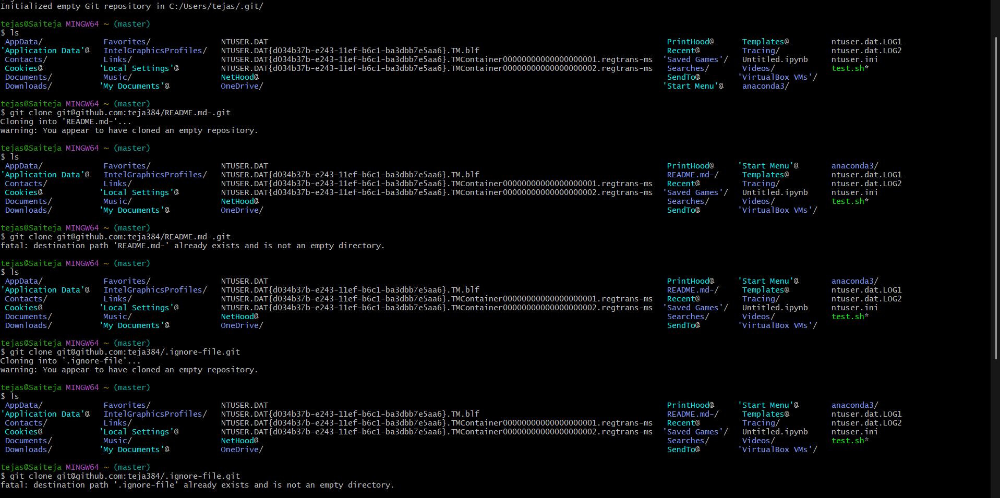 Initialized empty Git repository in C:/Users/tejas/.git/
tejas@Saiteja MINGW64 ~ (master)
$ ls
AppData/ Favorites/ NTUSER.DAT PrintHood@ Templates@ ntuser.dat.LOG1
'Application Data'@ IntelGraphicsProfiles/ NTUSER.DAT{d034b37b-e243-11ef-b6c1-ba3dbb7e5aa6}.TM.blf Recent@ Tracing/ ntuser.dat.LOG2
Contacts/ Links/ NTUSER.DAT{d034b37b-e243-11ef-b6c1-ba3dbb7e5aa6}.TMContainer00000000000000000001.regtrans-ms 'Saved Games'/ Untitled.ipynb ntuser.ini
Cookies@ 'Local Settings'@ NTUSER.DAT{d034b37b-e243-11ef-b6c1-ba3dbb7e5aa6}.TMContainer00000000000000000002.regtrans-ms Searches/ Videos/ test.sh*
Documents/ Music/ NetHood@ SendTo@ 'VirtualBox VMs'/
Downloads/ 'My Documents'@ OneDrive/ 'Start Menu'@ anaconda3/
tejas@Saiteja MINGW64 ~ (master)
$ git clone git@github.com:teja384/README.md-.git
Cloning into 'README.md-'...
warning: You appear to have cloned an empty repository.
tejas@Saiteja MINGW64 ~ (master)
$ ls
AppData/ Favorites/ NTUSER.DAT PrintHood@ 'Start Menu'@ anaconda3/
'Application Data'@ IntelGraphicsProfiles/ NTUSER.DAT{d034b37b-e243-11ef-b6c1-ba3dbb7e5aa6}.TM.blf README.md-/ Templates@ ntuser.dat.LOG1
Contacts/ Links/ NTUSER.DAT{d034b37b-e243-11ef-b6c1-ba3dbb7e5aa6}.TMContainer00000000000000000001.regtrans-ms Recent@ Tracing/ ntuser.dat.LOG2
Cookies@ 'Local Settings'@ NTUSER.DAT{d034b37b-e243-11ef-b6c1-ba3dbb7e5aa6}.TMContainer00000000000000000002.regtrans-ms 'Saved Games'/ Untitled.ipynb ntuser.ini
Documents/ Music/ NetHood@ Searches/ Videos/ test.sh*
Downloads/ 'My Documents'@ OneDrive/ SendTo@ 'VirtualBox VMs'/
tejas@Saiteja MINGW64 ~ (master)
$ git clone git@github.com:teja384/README.md-.git
fatal: destination path 'README.md-' already exists and is not an empty directory.
tejas@Saiteja MINGW64 ~ (master)
$ ls
AppData/ Favorites/ NTUSER.DAT PrintHood@ 'Start Menu'@ anaconda3/
'Application Data'@ IntelGraphicsProfiles/ NTUSER.DAT{d034b37b-e243-11ef-b6c1-ba3dbb7e5aa6}.TM.blf README.md-/ Templates@ ntuser.dat.LOG1
Contacts/ Links/ NTUSER.DAT{d034b37b-e243-11ef-b6c1-ba3dbb7e5aa6}.TMContainer00000000000000000001.regtrans-ms Recent@ Tracing/ ntuser.dat.LOG2
Cookies@ 'Local Settings'@ NTUSER.DAT{d034b37b-e243-11ef-b6c1-ba3dbb7e5aa6}.TMContainer00000000000000000002.regtrans-ms 'Saved Games'/ Untitled.ipynb ntuser.ini
Documents/ Music/ NetHood@ Searches/ Videos/ test.sh*
Downloads/ 'My Documents'@ OneDrive/ SendTo@ 'VirtualBox VMs'/
tejas@Saiteja MINGW64 ~ (master)
$ git clone git@github.com:teja384/.ignore-file.git
Cloning into '.ignore-file'...
warning: You appear to have cloned an empty repository.
tejas@Saiteja MINGW64 ~ (master)
$ ls
AppData/ Favorites/ NTUSER.DAT PrintHood@ 'Start Menu'@ anaconda3/
'Application Data'@ IntelGraphicsProfiles/ NTUSER.DAT{d034b37b-e243-11ef-b6c1-ba3dbb7e5aa6}.TM.blf README.md-/ Templates@ ntuser.dat.LOG1
Contacts/ Links/ NTUSER.DAT{d034b37b-e243-11ef-b6c1-ba3dbb7e5aa6}.TMContainer00000000000000000001.regtrans-ms Recent@ Tracing/ ntuser.dat.LOG2
Cookies@ 'Local Settings'@ NTUSER.DAT{d034b37b-e243-11ef-b6c1-ba3dbb7e5aa6}.TMContainer00000000000000000002.regtrans-ms 'Saved Games'/ Untitled.ipynb ntuser.ini
Documents/ Music/ NetHood@ Searches/ Videos/ test.sh*
Downloads/ 'My Documents'@ OneDrive/ SendTo@ 'VirtualBox VMs'/
tejas@Saiteja MINGW64 ~ (master)
$ git clone git@github.com:teja384/.ignore-file.git
fatal: destination path '.ignore-file' already exists and is not an empty directory.